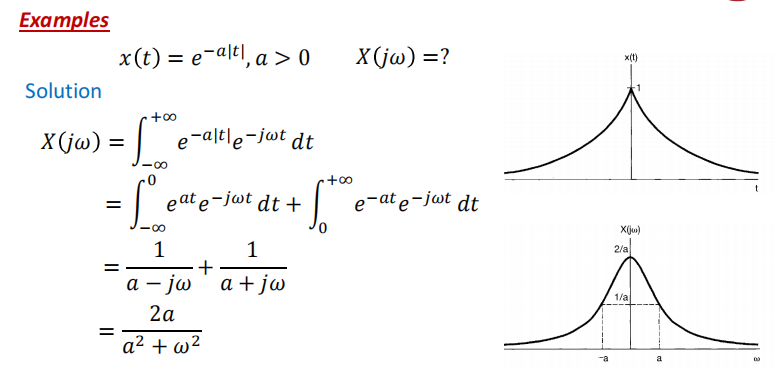 Examples
x(t) = e^{-a|t|}, a > 0   X(jω) =?
Solution
X(jω) = ∫_{-∞}^{+∞} e^{-a|t|} e^{-jωt} dt
= ∫_{-∞}^{0} e^{at} e^{-jωt} dt + ∫_{0}^{+∞} e^{-at} e^{-jωt} dt
= 1/(a − jω) + 1/(a + jω)
= 2a/(a² + ω²)
x(t)
1
t
X(jω)
2/a
1/a
-a   a   ω